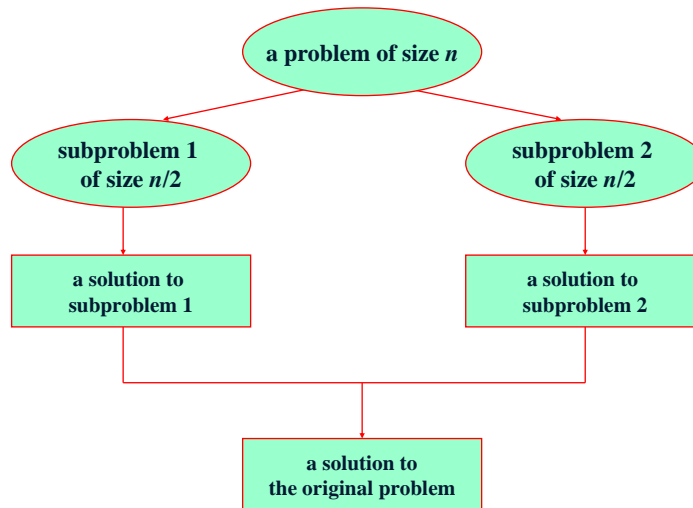 a problem of size n
subproblem 1
of size n/2
subproblem 2
of size n/2
a solution to
subproblem 1
a solution to
subproblem 2
a solution to
the original problem